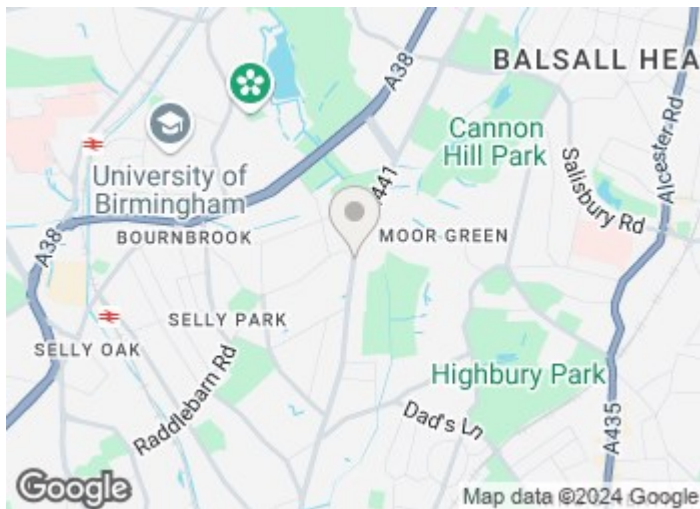 BALSALL HEA
A38
Cannon
Hill Park
Alcester Rd
University of
Birmingham
441
Salisbury Rd
A38
BOURNBROOK
MOOR GREEN
SELLY PARK
SELLY OAK
Raddlebarn Rd
Highbury Park
Dad's Ln
A435
Google
Map data ©2024 Google